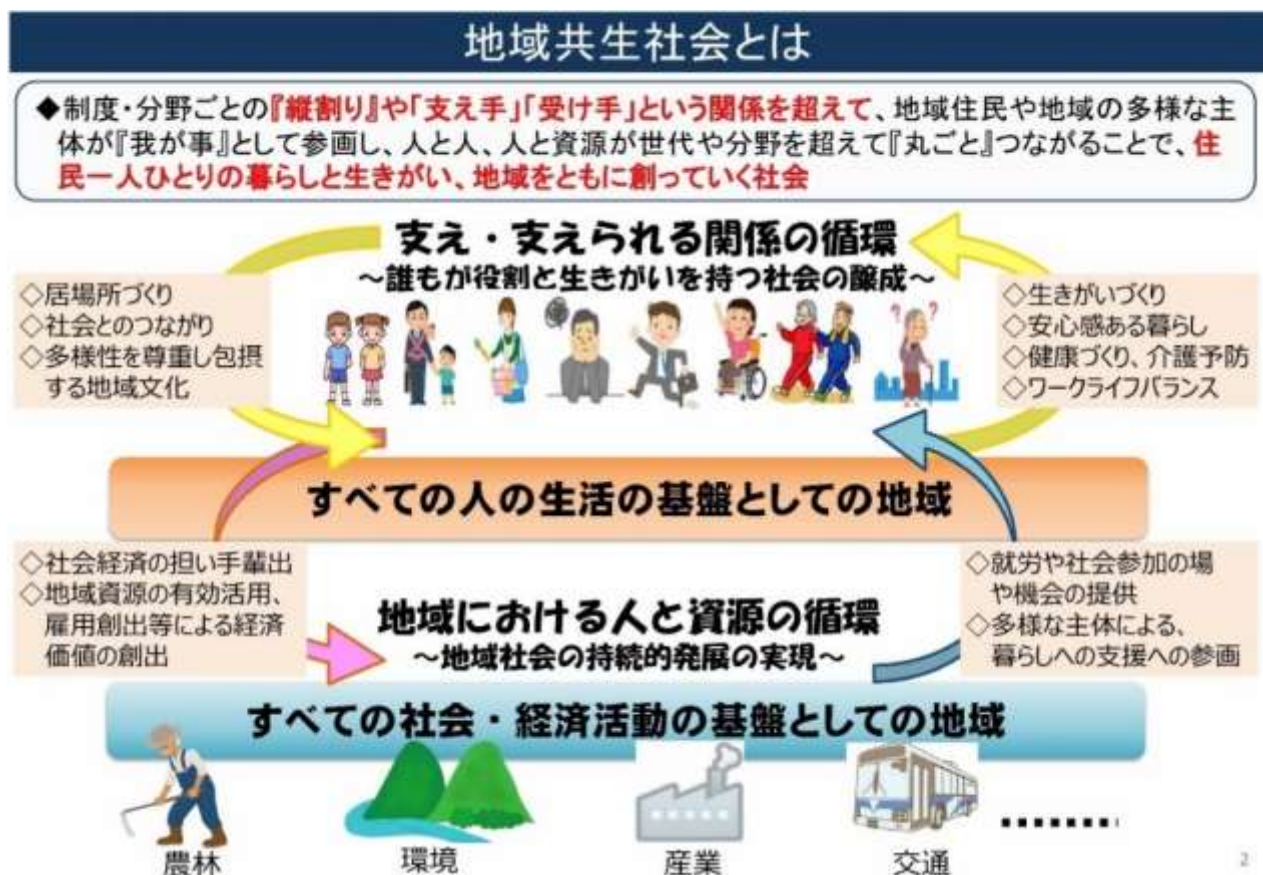 地域共生社会とは
◆制度・分野ごとの『縦割り』や「支え手」「受け手」という関係を超えて、地域住民や地域の多様な主
体が『我が事』として参画し、人と人、人と資源が世代や分野を超えて『丸ごと』つながることで、住
民一人ひとりの暮らしと生きがい、地域をともに創っていく社会
支え・支えられる関係の循環
～誰もが役割と生きがいを持つ社会の醸成～
◇居場所づくり
◇社会とのつながり
◇多様性を尊重し包摂
する地域文化
◇生きがいづくり
◇安心感ある暮らし
◇健康づくり、介護予防
◇ワークライフバランス
すべての人の生活の基盤としての地域
◇社会経済の担い手輩出
◇地域資源の有効活用、
雇用創出等による経済
価値の創出
地域における人と資源の循環
～地域社会の持続的発展の実現～
◇就労や社会参加の場
や機会の提供
◇多様な主体による、
暮らしへの支援への参画
すべての社会・経済活動の基盤としての地域
農林
環境
産業
交通
2